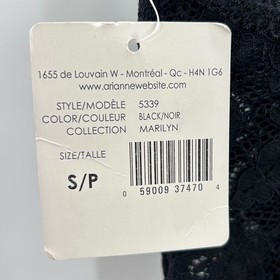 1655 de Louvain W - Montréal - Qc - H4N 1G6
www.ariannewebsite.com
STYLE/MODÈLE 5339
COLOR/COULEUR BLACK/NOIR
COLLECTION MARILYN
SIZE/TALLE
S/P
0 59009 37470 4